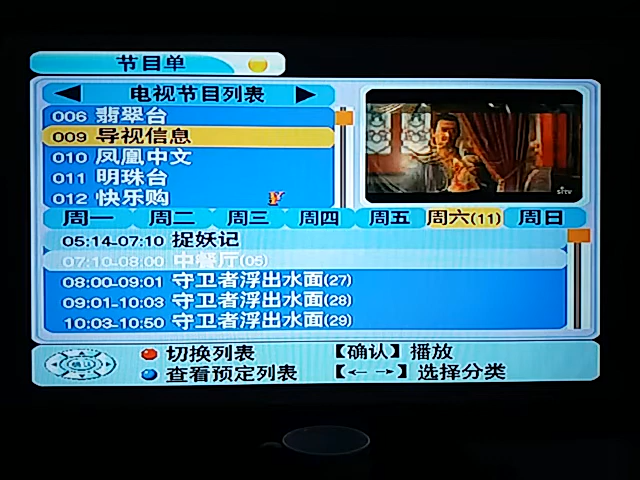 节目单
电视节目列表
006 翡翠台
009 导视信息
010 凤凰中文
011 明珠台
012 快乐购
SiTV
周一 周二 周三 周四 周五 周六(11) 周日
05:14-07:10 捉妖记
07:10-08:00 中餐厅(05)
08:00-09:01 守卫者浮出水面(27)
09:01-10:03 守卫者浮出水面(28)
10:03-10:50 守卫者浮出水面(29)
确认 切换列表 【确认】播放
查看预定列表 【← →】选择分类